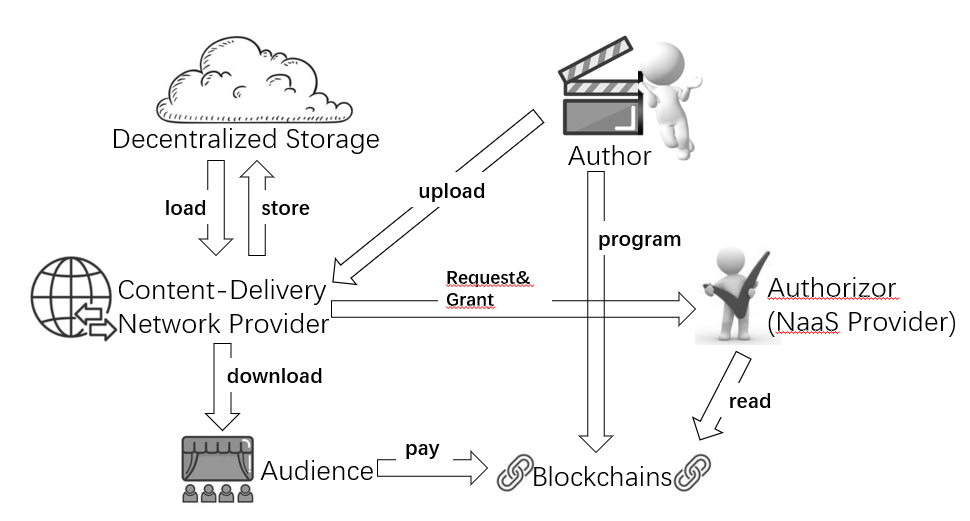 Decentralized Storage
Author
load
store
upload
program
Request&
Grant
Content-Delivery
Network Provider
Authorizor
(NaaS Provider)
download
read
pay
Audience
Blockchains